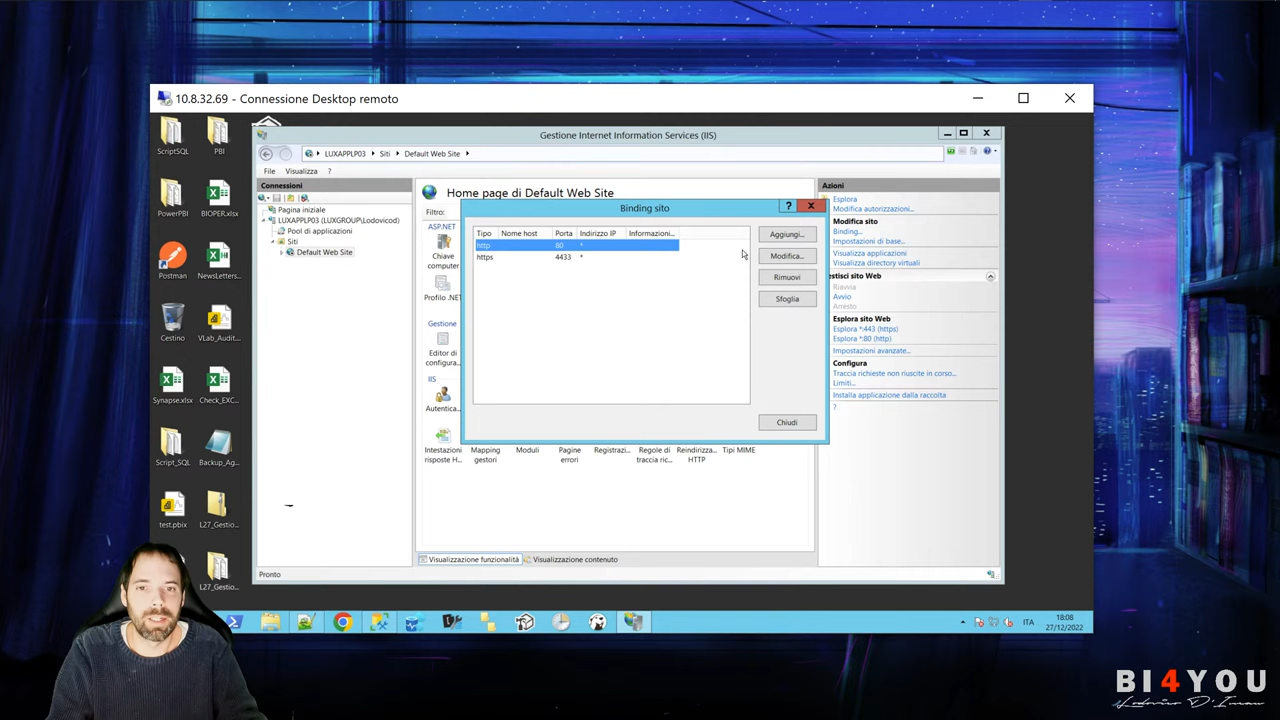 10.8.32.69 - Connessione Desktop remoto
ScriptSQL
PBI
PowerPBI
BIOPER.xlsx
Postman
NewsLetters...
Cestino
VLab_Audit...
Synapse.xlsx
Check_EXC...
Script_SQL
Backup_Ag...
test.pbix
L27_Gestio...
L27_Gestio...
Gestione Internet Information Services (IIS)
LUXAPPLP03
Siti
Default Web Site
File
Visualizza
?
Connessioni
Pagina iniziale
LUXAPPLP03 (LUXGROUP\Lodovicod)
Pool di applicazioni
Siti
Default Web Site
Home page di Default Web Site
Filtro:
ASP.NET
Chiave
computer
Profilo .NET
Gestione
Editor di
configura...
IIS
Autentica...
Intestazioni
risposte H...
Mapping
gestori
Moduli
Pagine
errori
Registrazi...
Regole di
traccia ric...
Reindirizza...
HTTP
Tipi MIME
Visualizzazione funzionalità
Visualizzazione contenuto
Pronto
Binding sito
?
Tipo Nome host Porta Indirizzo IP Informazioni...
http 80 *
https 4433 *
Aggiungi...
Modifica...
Rimuovi
Sfoglia
Chiudi
Azioni
Esplora
Modifica autorizzazioni...
Modifica sito
Binding...
Impostazioni di base...
Visualizza applicazioni
Visualizza directory virtuali
estisci sito Web
Riavvia
Avvio
Arresto
Esplora sito Web
Esplora *:443 (https)
Esplora *:80 (http)
Impostazioni avanzate...
Configura
Traccia richieste non riuscite in corso...
Limiti...
Installa applicazione dalla raccolta
?
ITA
18:08
27/12/2022
BI4YOU